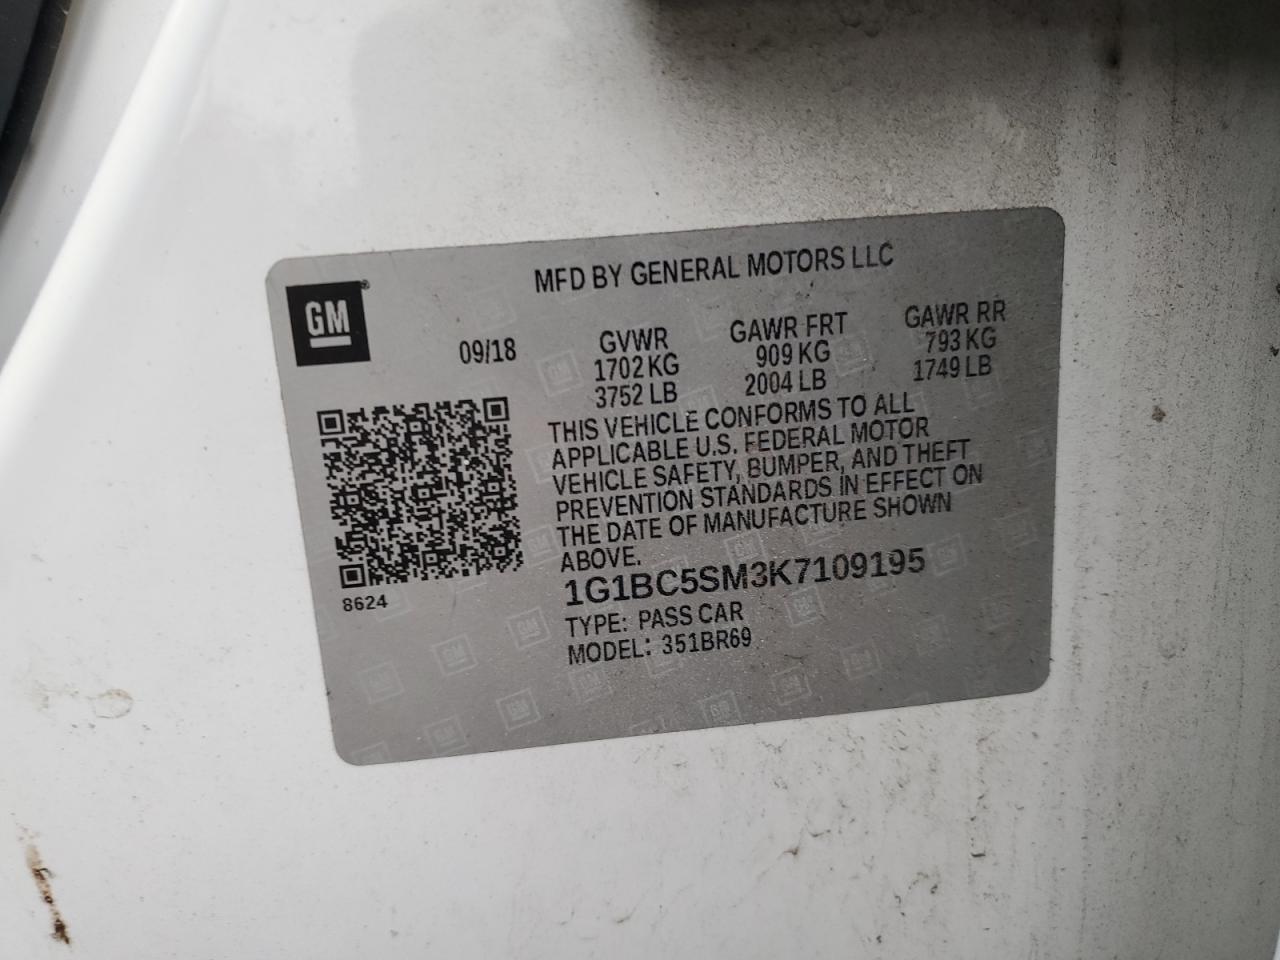 GM®
MFD BY GENERAL MOTORS LLC
09/18
GVWR
1702 KG
3752 LB
GAWR FRT
909 KG
2004 LB
GAWR RR
793 KG
1749 LB
THIS VEHICLE CONFORMS TO ALL
APPLICABLE U.S. FEDERAL MOTOR
VEHICLE SAFETY, BUMPER, AND THEFT
PREVENTION STANDARDS IN EFFECT ON
THE DATE OF MANUFACTURE SHOWN
ABOVE.
8624
1G1BC5SM3K7109195
TYPE: PASS CAR
MODEL: 351BR69